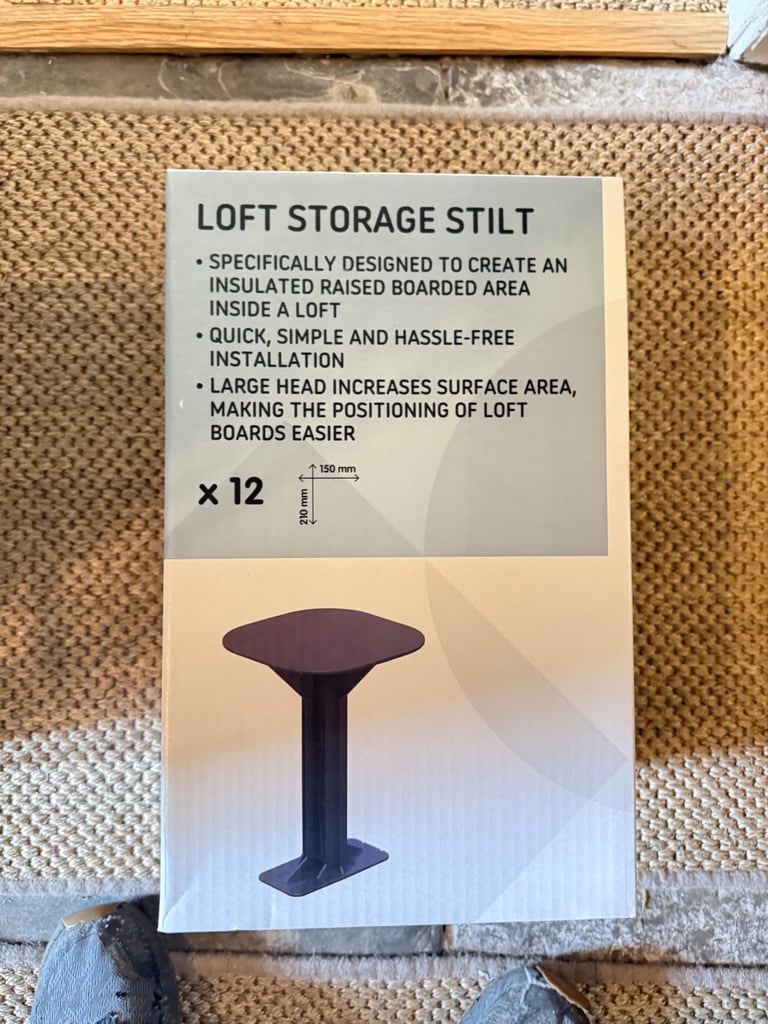 LOFT STORAGE STILT
• SPECIFICALLY DESIGNED TO CREATE AN
INSULATED RAISED BOARDED AREA
INSIDE A LOFT
• QUICK, SIMPLE AND HASSLE-FREE
INSTALLATION
• LARGE HEAD INCREASES SURFACE AREA,
MAKING THE POSITIONING OF LOFT
BOARDS EASIER
x 12
150 mm
210 mm